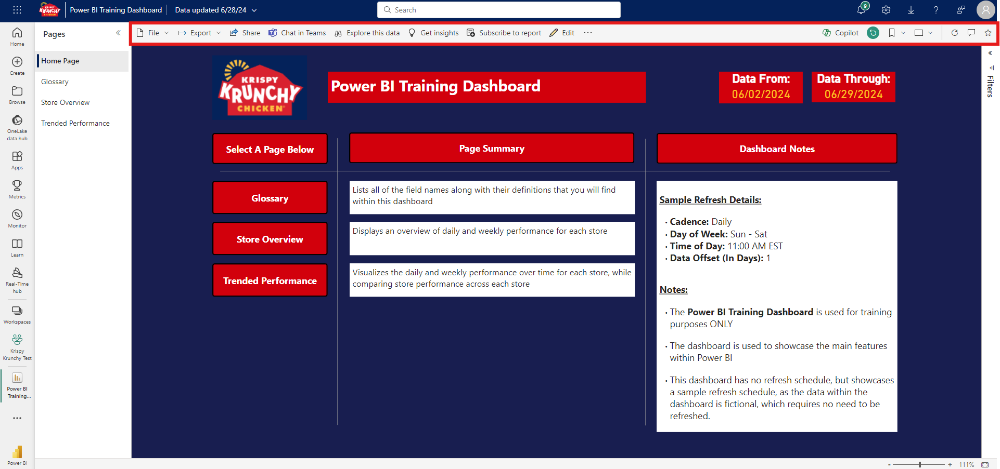 KRISPY
KRUNCHY
CHICKEN
Power BI Training Dashboard
Data updated 6/28/24
Search
9
Home
Create
Browse
OneLake
data hub
Apps
Metrics
Monitor
Learn
Real-Time
hub
Workspaces
Krispy
Krunchy Test
Power BI
Training...
Power BI
Pages
Home Page
Glossary
Store Overview
Trended Performance
File
Export
Share
Chat in Teams
Explore this data
Get insights
Subscribe to report
Edit
Copilot
KRISPY
KRUNCHY
CHICKEN
Power BI Training Dashboard
Data From:
06/02/2024
Data Through:
06/29/2024
Filters
Select A Page Below
Page Summary
Dashboard Notes
Glossary
Lists all of the field names along with their definitions that you will find
within this dashboard
Store Overview
Displays an overview of daily and weekly performance for each store
Trended Performance
Visualizes the daily and weekly performance over time for each store, while
comparing store performance across each store
Sample Refresh Details:
• Cadence: Daily
• Day of Week: Sun - Sat
• Time of Day: 11:00 AM EST
• Data Offset (In Days): 1
Notes:
• The Power BI Training Dashboard is used for training
purposes ONLY
• The dashboard is used to showcase the main features
within Power BI
• This dashboard has no refresh schedule, but showcases
a sample refresh schedule, as the data within the
dashboard is fictional, which requires no need to be
refreshed.
- + 111%